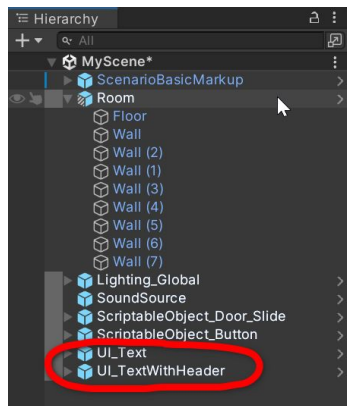 Hierarchy
All
MyScene*
ScenarioBasicMarkup
Room
Floor
Wall
Wall (2)
Wall (1)
Wall (3)
Wall (4)
Wall (5)
Wall (6)
Wall (7)
Lighting_Global
SoundSource
ScriptableObject_Door_Slide
ScriptableObject_Button
UI_Text
UI_TextWithHeader